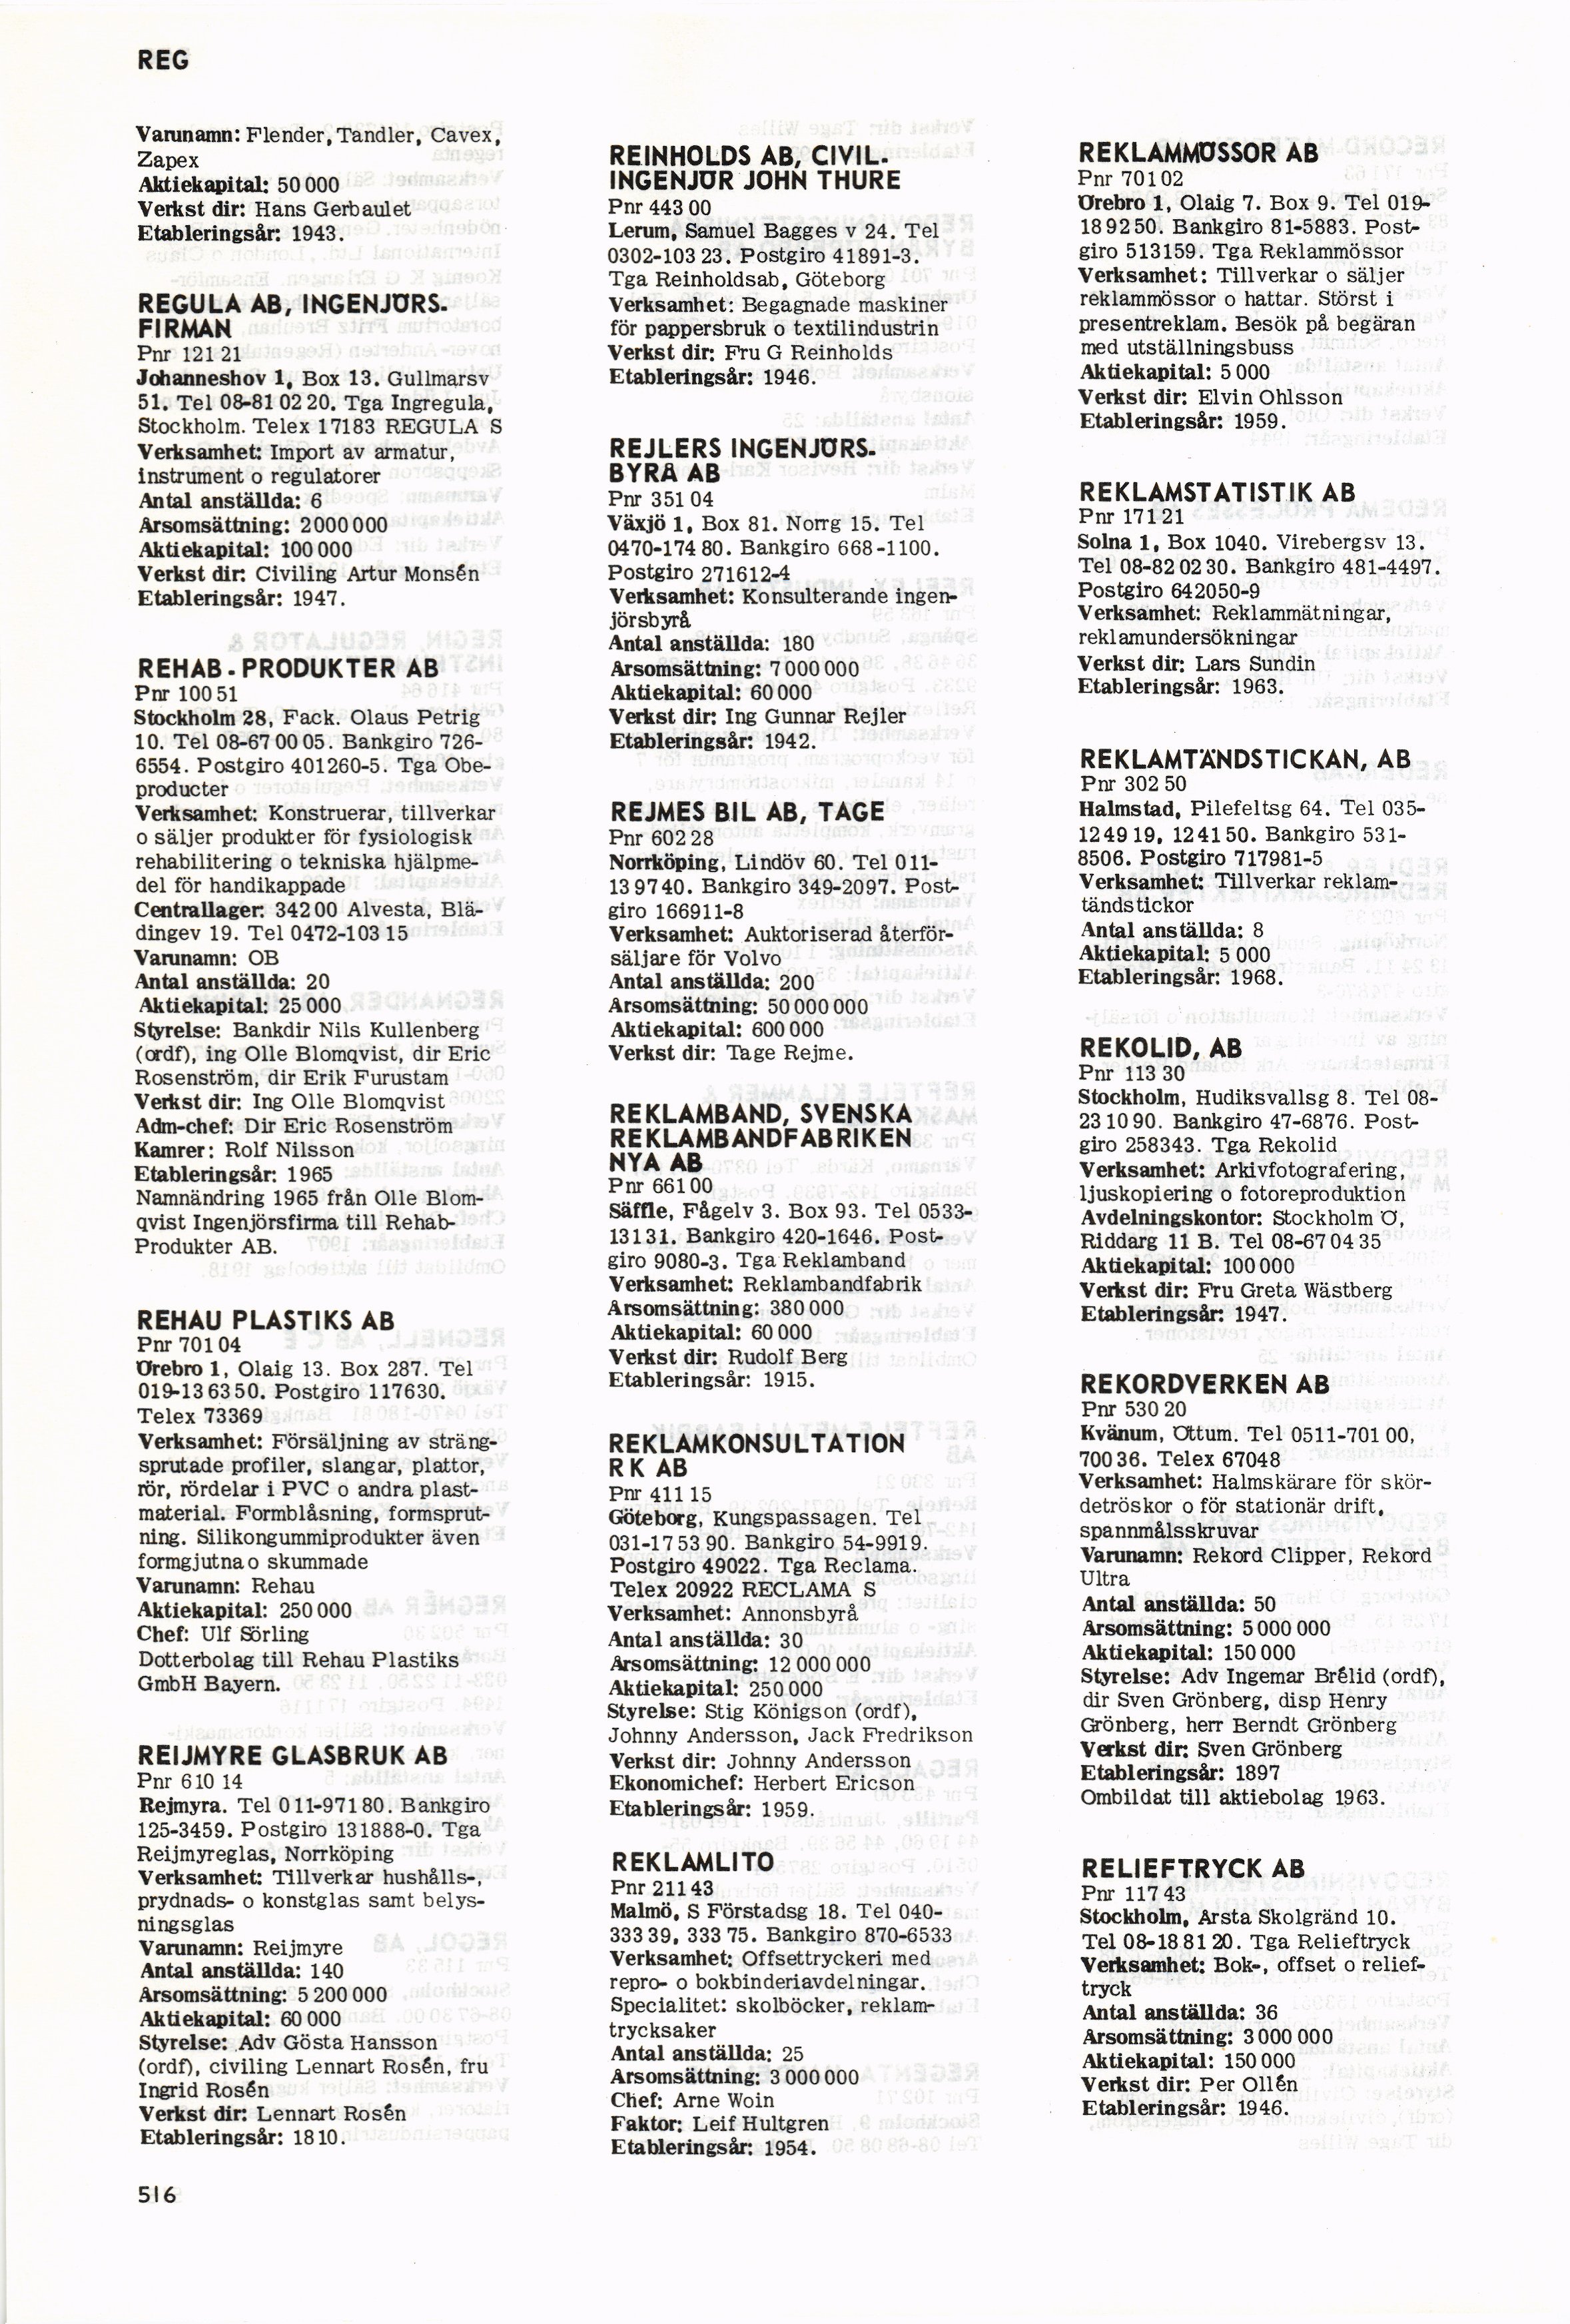 REG
Varunamn: Flender, Tandler, Cavex,
Zapex
Aktiekapital: 50 000
Verkst dir: Hans Gerbaulet
Etableringsår: 1943.
REGULA AB, INGENJÖRS-
FIRMAN
Pnr 121 21
Johanneshov 1, Box 13. Gullmarsv
51. Tel 08-81 02 20. Tga Ingregula,
Stockholm. Telex 17183 REGULA S
Verksamhet: Import av armatur,
instrument o regulatorer
Antal anställda: 6
Årsomsättning: 2 000 000
Aktiekapital: 100 000
Verkst dir: Civiling Artur Monsén
Etableringsår: 1947.
REHAB-PRODUKTER AB
Pnr 100 51
Stockholm 28, Fack. Olaus Petrig
10. Tel 08-67 00 05. Bankgiro 726-
6554. Postgiro 401260-5. Tga Obe-
producter
Verksamhet: Konstruerar, tillverkar
o säljer produkter för fysiologisk
rehabilitering o tekniska hjälpme-
del för handikappade
Centrallager: 342 00 Alvesta, Blä-
dingev 19. Tel 0472-103 15
Varunamn: OB
Antal anställda: 20
Aktiekapital: 25 000
Styrelse: Bankdir Nils Kullenberg
(ordf), ing Olle Blomqvist, dir Eric
Rosenström, dir Erik Furustam
Verkst dir: Ing Olle Blomqvist
Adm-chef: Dir Eric Rosenström
Kamrer: Rolf Nilsson
Etableringsår: 1965
Namnändring 1965 från Olle Blom-
qvist Ingenjörsfirma till Rehab-
Produkter AB.
REHAU PLASTIKS AB
Pnr 701 04
Örebro 1, Olaig 13. Box 287. Tel
019-13 63 50. Postgiro 117630.
Telex 73369
Verksamhet: Försäljning av sträng-
sprutade profiler, slangar, plattor,
rör, rördelar i PVC o andra plast-
material. Formblåsning, formsprut-
ning. Silikongummiprodukter även
formgjutna o skummade
Varunamn: Rehau
Aktiekapital: 250 000
Chef: Ulf Sörling
Dotterbolag till Rehau Plastiks
GmbH Bayern.
REIJMYRE GLASBRUK AB
Pnr 610 14
Rejmyra. Tel 011-971 80. Bankgiro
125-3459. Postgiro 131888-0. Tga
Reijmyreglas, Norrköping
Verksamhet: Tillverkar hushålls-,
prydnads- o konstglas samt belys-
ningsglas
Varunamn: Reijmyre
Antal anställda: 140
Årsomsättning: 5 200 000
Aktiekapital: 60 000
Styrelse: Adv Gösta Hansson
(ordf), civiling Lennart Rosén, fru
Ingrid Rosén
Verkst dir: Lennart Rosén
Etableringsår: 1810.
516
REINHOLDS AB, CIVIL-
INGENJÖR JOHN THURE
Pnr 443 00
Lerum, Samuel Bagges v 24. Tel
0302-103 23. Postgiro 41891-3.
Tga Reinholdsab, Göteborg
Verksamhet: Begagnade maskiner
för pappersbruk o textilindustrin
Verkst dir: Fru G Reinholds
Etableringsår: 1946.
REJLERS INGENJÖRS-
BYRÅ AB
Pnr 351 04
Växjö 1, Box 81. Norrg 15. Tel
0470-174 80. Bankgiro 668-1100.
Postgiro 271612-4
Verksamhet: Konsulterande ingen-
jörsbyrå
Antal anställda: 180
Årsomsättning: 7 000 000
Aktiekapital: 60 000
Verkst dir: Ing Gunnar Rejler
Etableringsår: 1942.
REJMES BIL AB, TAGE
Pnr 602 28
Norrköping, Lindöv 60. Tel 011-
13 97 40. Bankgiro 349-2097. Post-
giro 166911-8
Verksamhet: Auktoriserad återför-
säljare för Volvo
Antal anställda: 200
Årsomsättning: 50 000 000
Aktiekapital: 600 000
Verkst dir: Tage Rejme.
REKLAMBAND, SVENSKA
REKLAMBANDFABRIKEN
NYA AB
Pnr 661 00
Säffle, Fågelv 3. Box 93. Tel 0533-
131 31. Bankgiro 420-1646. Post-
giro 9080-3. Tga Reklamband
Verksamhet: Reklambandfabrik
Årsomsättning: 380 000
Aktiekapital: 60 000
Verkst dir: Rudolf Berg
Etableringsår: 1915.
REKLAMKONSULTATION
R K AB
Pnr 411 15
Göteborg, Kungspassagen. Tel
031-17 53 90. Bankgiro 54-9919.
Postgiro 49022. Tga Reclama.
Telex 20922 RECLAMA S
Verksamhet: Annonsbyrå
Antal anställda: 30
Årsomsättning: 12 000 000
Aktiekapital: 250 000
Styrelse: Stig Königson (ordf),
Johnny Andersson, Jack Fredrikson
Verkst dir: Johnny Andersson
Ekonomichef: Herbert Ericson
Etableringsår: 1959.
REKLAMLITO
Pnr 211 43
Malmö, S Förstadsg 18. Tel 040-
333 39, 333 75. Bankgiro 870-6533
Verksamhet: Offsettryckeri med
repro- o bokbinderiavdelningar.
Specialitet: skolböcker, reklam-
trycksaker
Antal anställda: 25
Årsomsättning: 3 000 000
Chef: Arne Woin
Faktor: Leif Hultgren
Etableringsår: 1954.
REKLAMMÖSSOR AB
Pnr 701 02
Örebro 1, Olaig 7. Box 9. Tel 019-
18 92 50. Bankgiro 81-5883. Post-
giro 513159. Tga Reklammössor
Verksamhet: Tillverkar o säljer
reklammössor o hattar. Störst i
presentreklam. Besök på begäran
med utställningsbuss
Aktiekapital: 5 000
Verkst dir: Elvin Ohlsson
Etableringsår: 1959.
REKLAMSTATISTIK AB
Pnr 171 21
Solna 1, Box 1040. Virebergsv 13.
Tel 08-82 02 30. Bankgiro 481-4497.
Postgiro 642050-9
Verksamhet: Reklammätningar,
reklamundersökningar
Verkst dir: Lars Sundin
Etableringsår: 1963.
REKLAMTÄNDSTICKAN, AB
Pnr 302 50
Halmstad, Pilefeltsg 64. Tel 035-
12 49 19, 12 41 50. Bankgiro 531-
8506. Postgiro 717981-5
Verksamhet: Tillverkar reklam-
tändstickor
Antal anställda: 8
Aktiekapital: 5 000
Etableringsår: 1968.
REKOLID, AB
Pnr 113 30
Stockholm, Hudiksvallsg 8. Tel 08-
23 10 90. Bankgiro 47-6876. Post-
giro 258343. Tga Rekolid
Verksamhet: Arkivfotografering,
ljuskopiering o fotoreproduktion
Avdelningskontor: Stockholm Ö,
Riddarg 11 B. Tel 08-67 04 35
Aktiekapital: 100 000
Verkst dir: Fru Greta Wästberg
Etableringsår: 1947.
REKORDVERKEN AB
Pnr 530 20
Kvänum, Öttum. Tel 0511-701 00,
700 36. Telex 67048
Verksamhet: Halmskärare för skör-
detröskor o för stationär drift,
spannmålsskruvar
Varunamn: Rekord Clipper, Rekord
Ultra
Antal anställda: 50
Årsomsättning: 5 000 000
Aktiekapital: 150 000
Styrelse: Adv Ingemar Brélid (ordf),
dir Sven Grönberg, disp Henry
Grönberg, herr Berndt Grönberg
Verkst dir: Sven Grönberg
Etableringsår: 1897
Ombildat till aktiebolag 1963.
RELIEFTRYCK AB
Pnr 117 43
Stockholm, Årsta Skolgränd 10.
Tel 08-18 81 20. Tga Relieftryck
Verksamhet: Bok-, offset o relief-
tryck
Antal anställda: 36
Årsomsättning: 3 000 000
Aktiekapital: 150 000
Verkst dir: Per Ollén
Etableringsår: 1946.